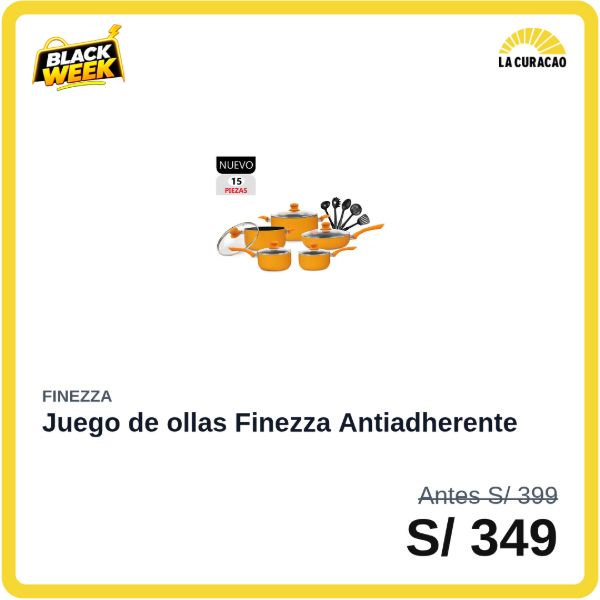 BLACK
WEEK
LA CURACAO
NUEVO
15
PIEZAS
FINEZZA
Juego de ollas Finezza Antiadherente
Antes S/ 399
S/ 349